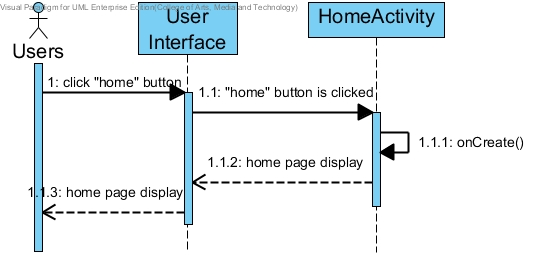 Visual Paradigm for UML Enterprise Edition(College of Arts, Media and Technology)
Users
User
Interface
HomeActivity
1: click "home" button
1.1: "home" button is clicked
1.1.1: onCreate()
1.1.2: home page display
1.1.3: home page display